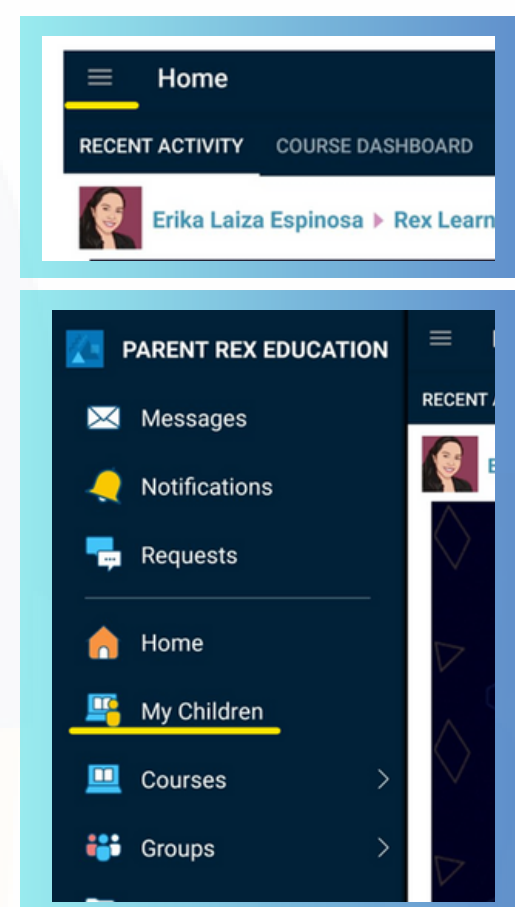 Home
RECENT ACTIVITY COURSE DASHBOARD
Erika Laiza Espinosa Rex Learn
PARENT REX EDUCATION
Messages
Notifications
Requests
Home
My Children
Courses
Groups
RECENT